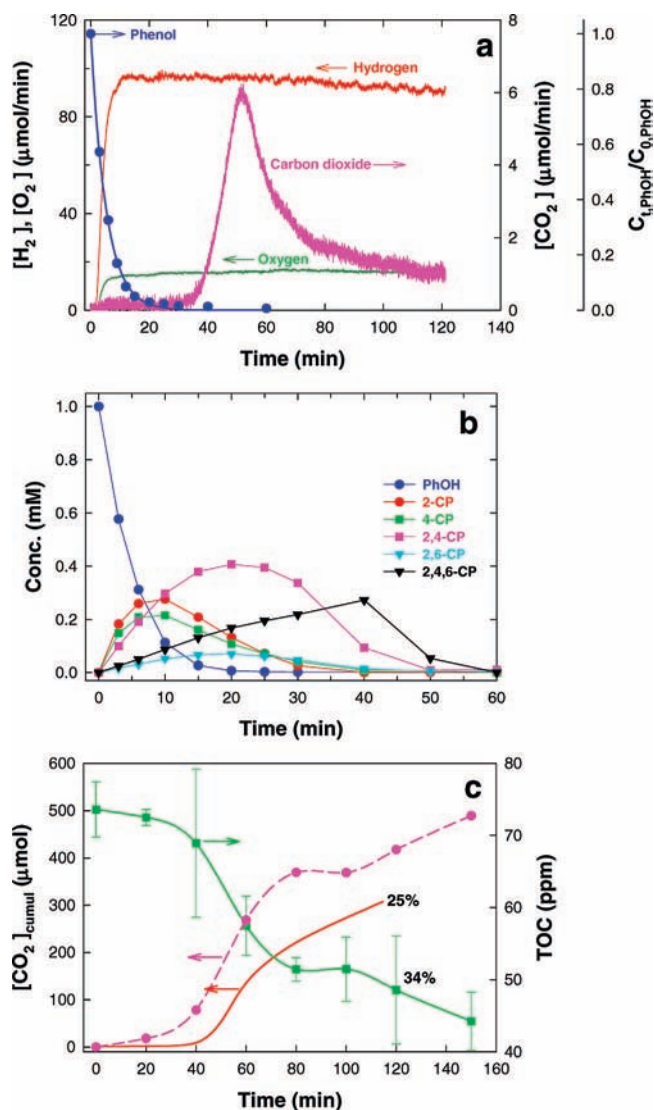 a
Phenol
Hydrogen
Carbon dioxide
Oxygen
[H2], [O2] (μmol/min)
120
80
40
0
[CO2] (μmol/min)
8
6
4
2
0
Ct,PhOH/C0,PhOH
1.0
0.8
0.6
0.4
0.2
0.0
0 20 40 60 80 100 120 140
Time (min)
b
PhOH
2-CP
4-CP
2,4-CP
2,6-CP
2,4,6-CP
Conc. (mM)
1.0
0.8
0.6
0.4
0.2
0.0
0 10 20 30 40 50 60
Time (min)
c
25%
34%
[CO2]cumul (μmol)
600
500
400
300
200
100
0
TOC (ppm)
80
70
60
50
40
0 20 40 60 80 100 120 140 160
Time (min)